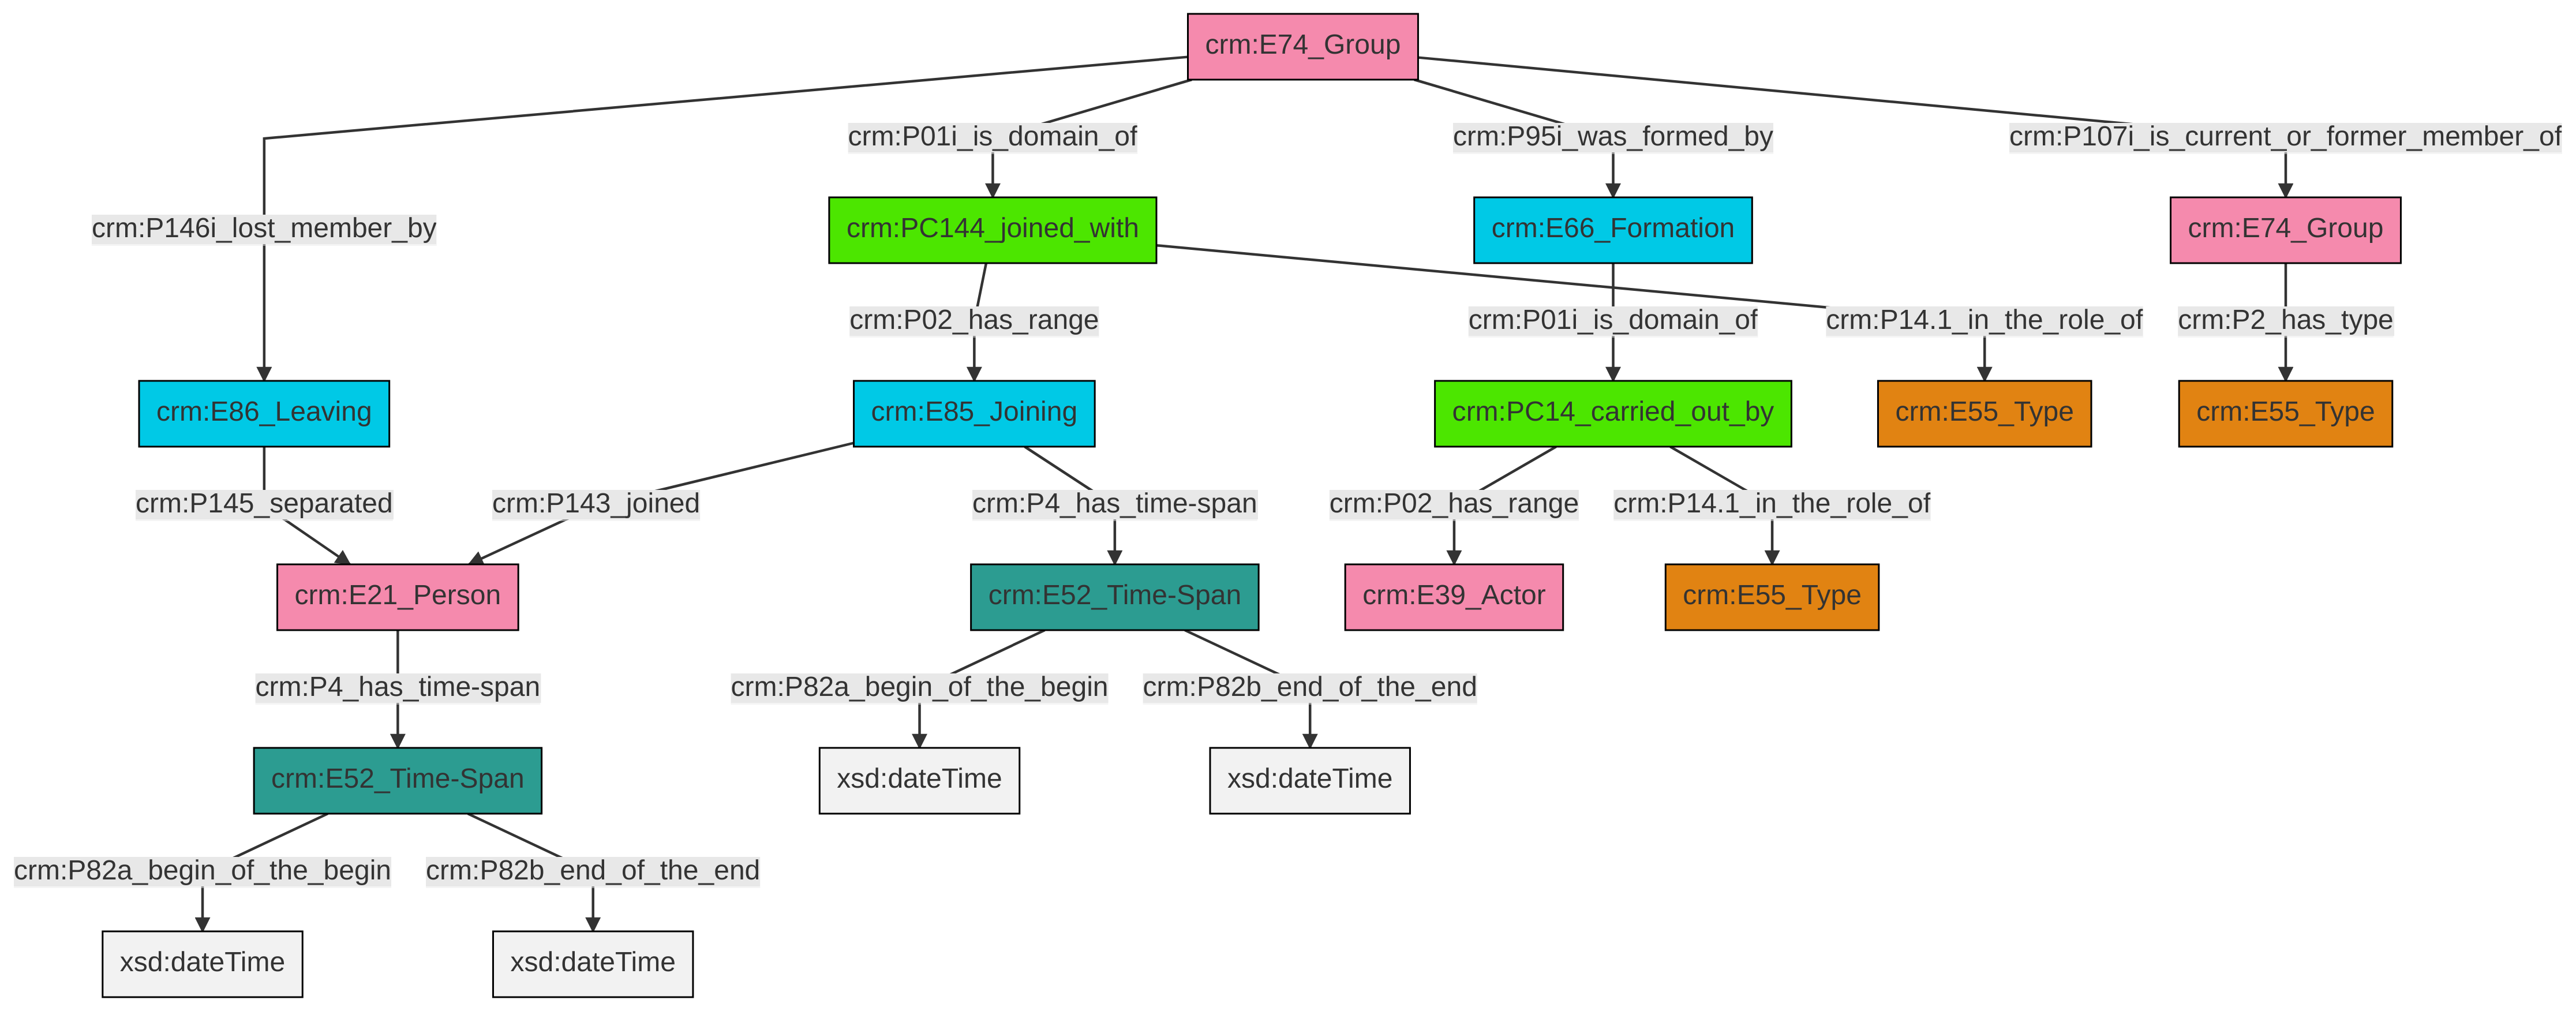 crm:E74_Group
crm:P01i_is_domain_of
crm:P95i_was_formed_by
crm:P107i_is_current_or_former_member_of
crm:P146i_lost_member_by
crm:PC144_joined_with
crm:E66_Formation
crm:E74_Group
crm:P02_has_range
crm:P01i_is_domain_of
crm:P14.1_in_the_role_of
crm:P2_has_type
crm:E86_Leaving
crm:E85_Joining
crm:PC14_carried_out_by
crm:E55_Type
crm:E55_Type
crm:P145_separated
crm:P143_joined
crm:P4_has_time-span
crm:P02_has_range
crm:P14.1_in_the_role_of
crm:E21_Person
crm:E52_Time-Span
crm:E39_Actor
crm:E55_Type
crm:P4_has_time-span
crm:P82a_begin_of_the_begin
crm:P82b_end_of_the_end
crm:E52_Time-Span
xsd:dateTime
xsd:dateTime
crm:P82a_begin_of_the_begin
crm:P82b_end_of_the_end
xsd:dateTime
xsd:dateTime